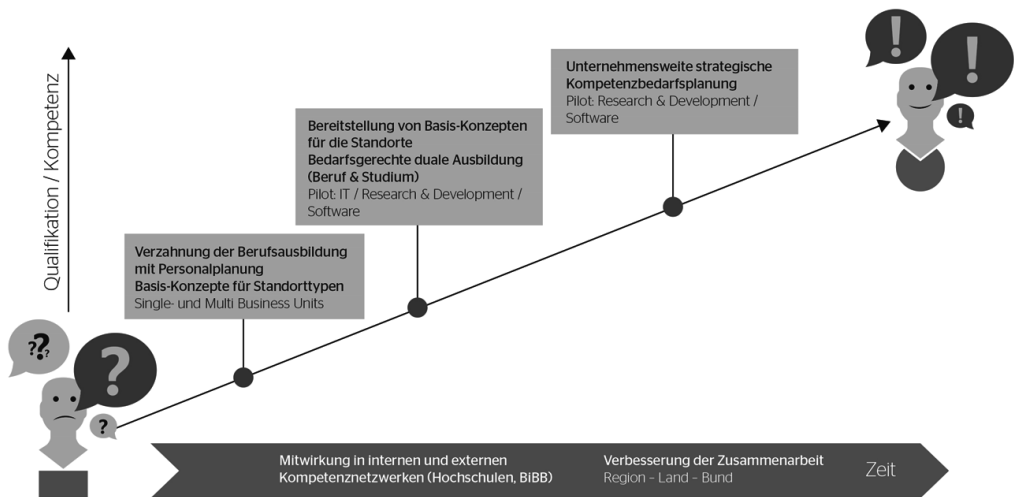 Qualifikation / Kompetenz
!
!
!
Unternehmensweite strategische
Kompetenzbedarfsplanung
Pilot: Research & Development /
Software
Bereitstellung von Basis-Konzepten
für die Standorte
Bedarfsgerechte duale Ausbildung
(Beruf & Studium)
Pilot: IT / Research & Development /
Software
Verzahnung der Berufsausbildung
mit Personalplanung
Basis-Konzepte für Standorttypen
Single- und Multi Business Units
???
?
?
Mitwirkung in internen und externen
Kompetenznetzwerken (Hochschulen, BiBB)
Verbesserung der Zusammenarbeit
Region – Land – Bund
Zeit